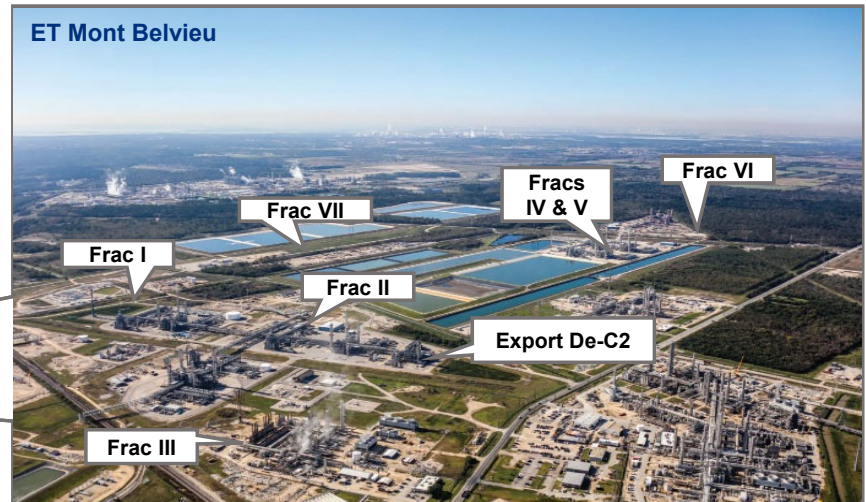 ET Mont Belvieu
Frac VI
Fracs
IV & V
Frac VII
Frac I
Frac II
Export De-C2
Frac III